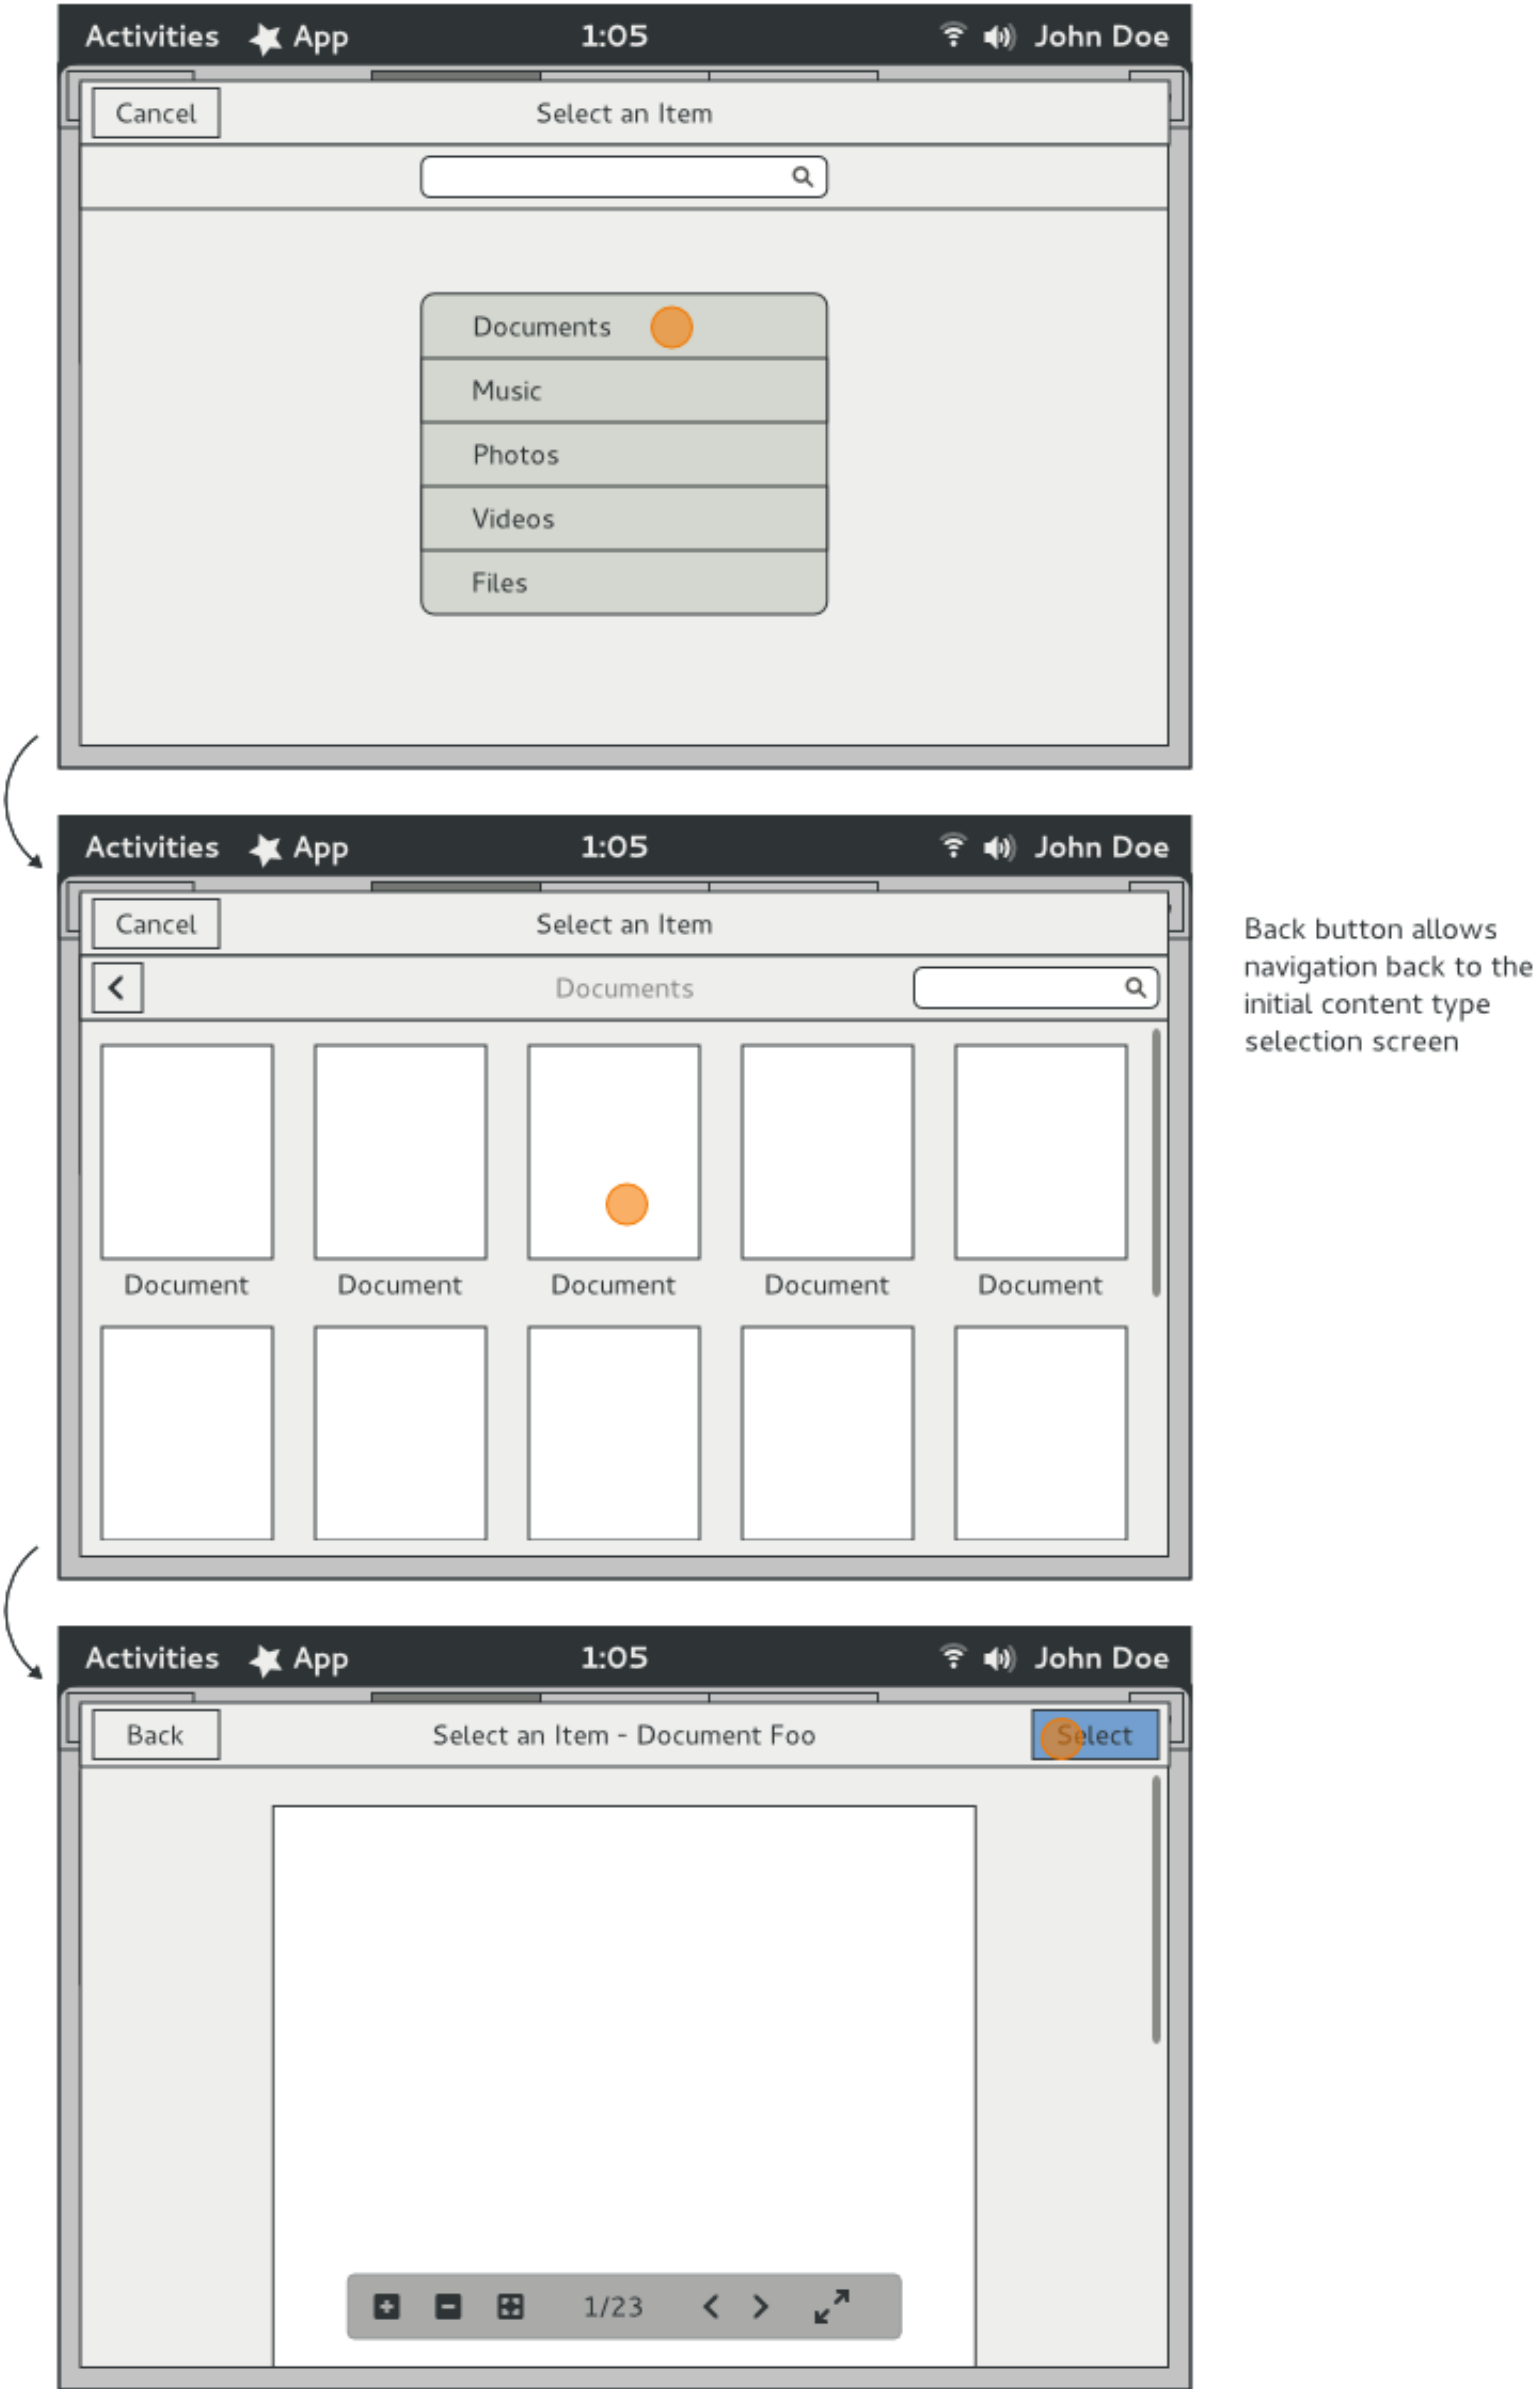 Activities App 1:05 John Doe
Cancel Select an Item
Documents
Music
Photos
Videos
Files
Activities App 1:05 John Doe
Cancel Select an Item
Documents
Back button allows
navigation back to the
initial content type
selection screen
Document Document Document Document Document
Activities App 1:05 John Doe
Back Select an Item - Document Foo Select
1/23